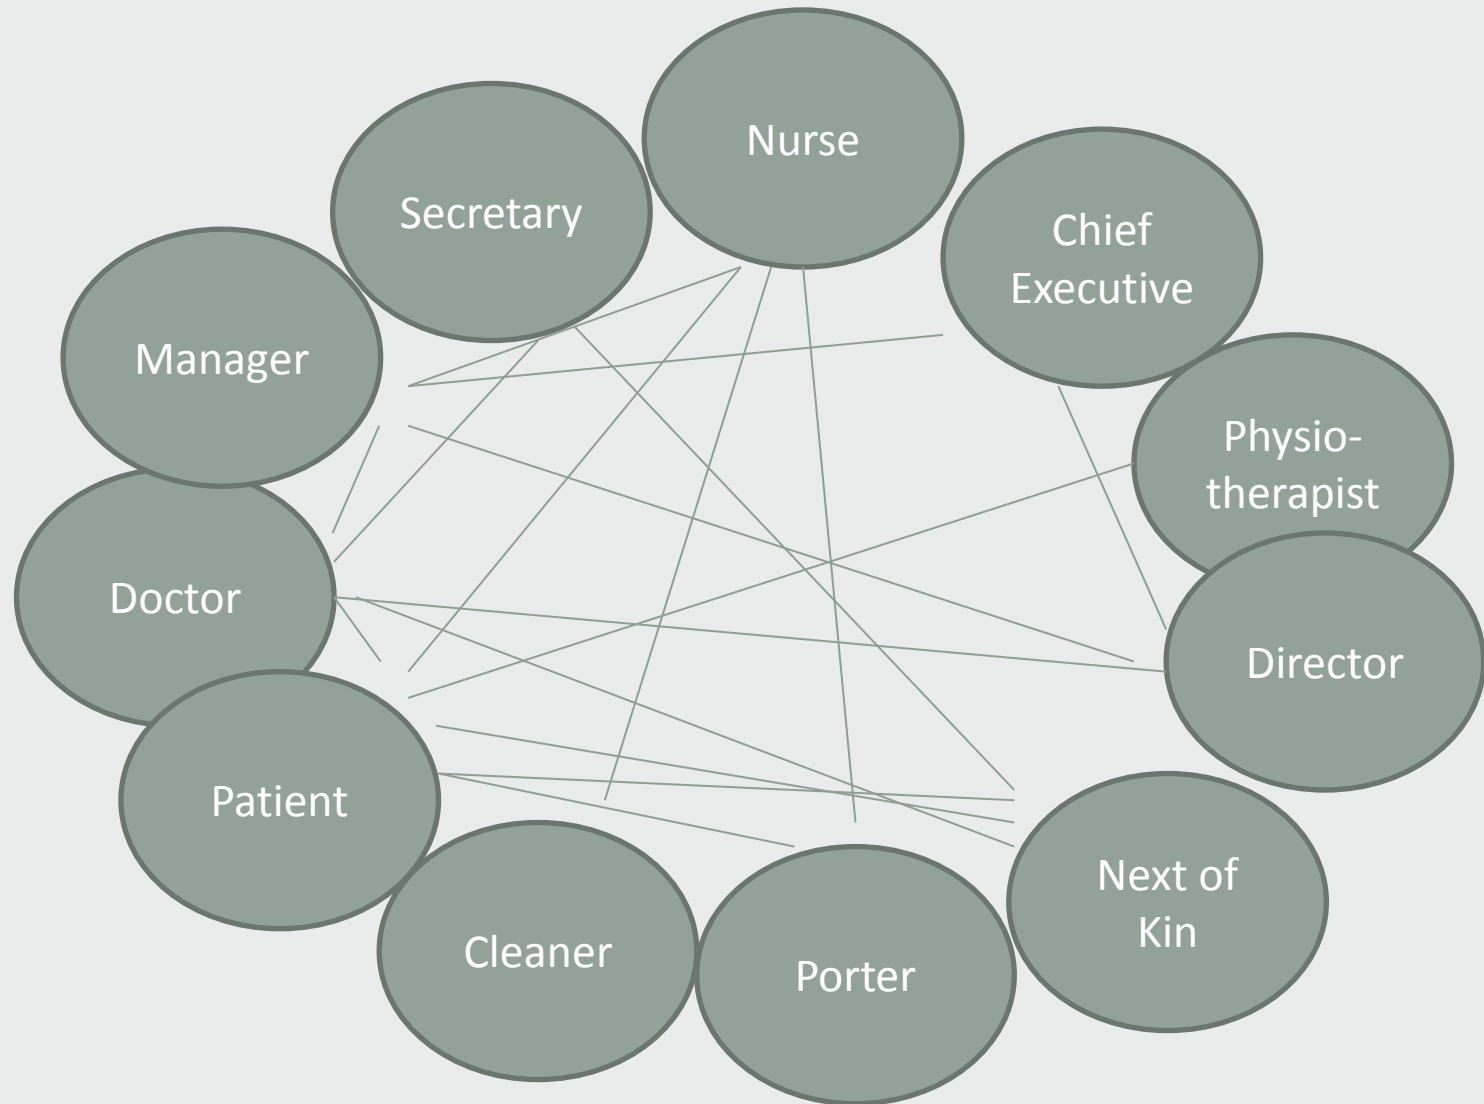 Nurse
Secretary
Chief
Executive
Manager
Physio-
therapist
Doctor
Director
Patient
Next of
Kin
Cleaner
Porter